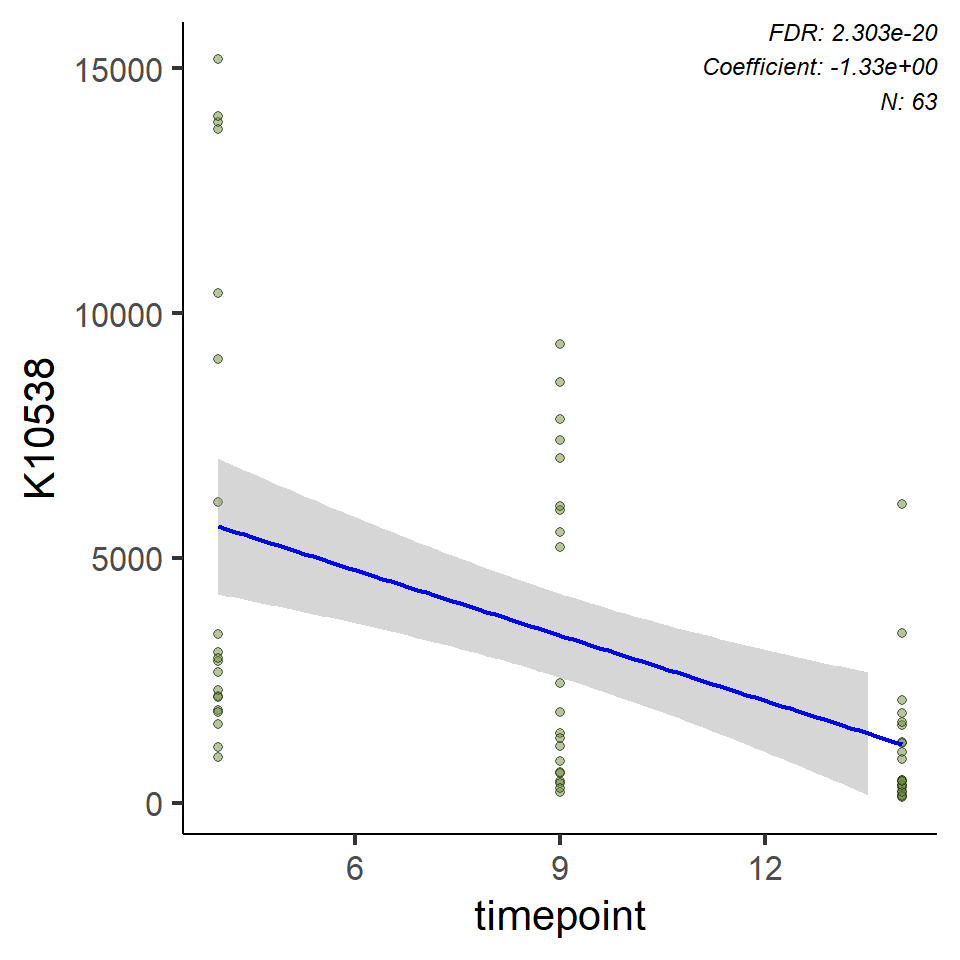 FDR: 2.303e-20
Coefficient: -1.33e+00
N: 63
15000
10000
5000
0
K10538
6 9 12
timepoint